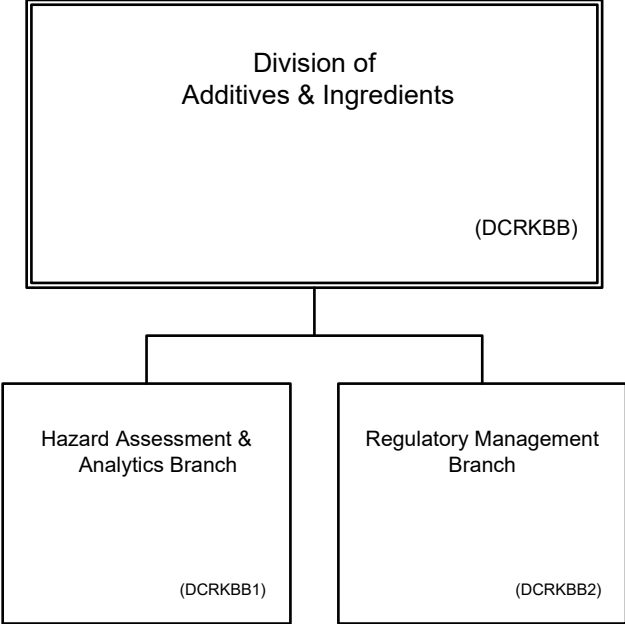 Division of
Additives & Ingredients
(DCRKBB)
Hazard Assessment &
Analytics Branch
(DCRKBB1)
Regulatory Management
Branch
(DCRKBB2)